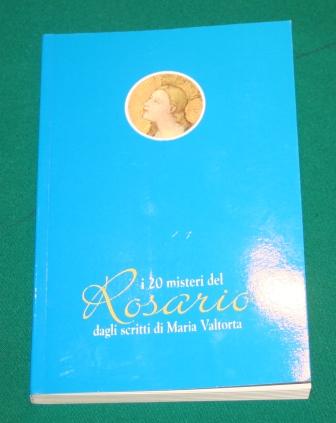 i 20 misteri del
Rosario
dagli scritti di Maria Valtorta